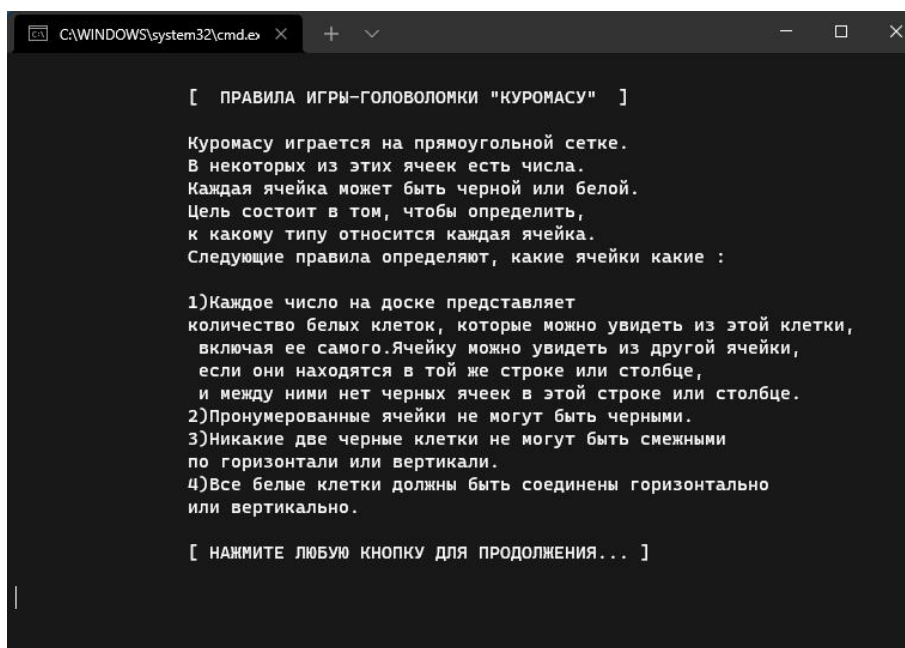 C:\WINDOWS\system32\cmd.e
[  ПРАВИЛА ИГРЫ-ГОЛОВОЛОМКИ "КУРОМАСУ"  ]
Куромасу играется на прямоугольной сетке.
В некоторых из этих ячеек есть числа.
Каждая ячейка может быть черной или белой.
Цель состоит в том, чтобы определить,
к какому типу относится каждая ячейка.
Следующие правила определяют, какие ячейки какие :
1)Каждое число на доске представляет
количество белых клеток, которые можно увидеть из этой клетки,
включая ее самого.Ячейку можно увидеть из другой ячейки,
если они находятся в той же строке или столбце,
и между ними нет черных ячеек в этой строке или столбце.
2)Пронумерованные ячейки не могут быть черными.
3)Никакие две черные клетки не могут быть смежными
по горизонтали или вертикали.
4)Все белые клетки должны быть соединены горизонтально
или вертикально.
[ НАЖМИТЕ ЛЮБУЮ КНОПКУ ДЛЯ ПРОДОЛЖЕНИЯ... ]